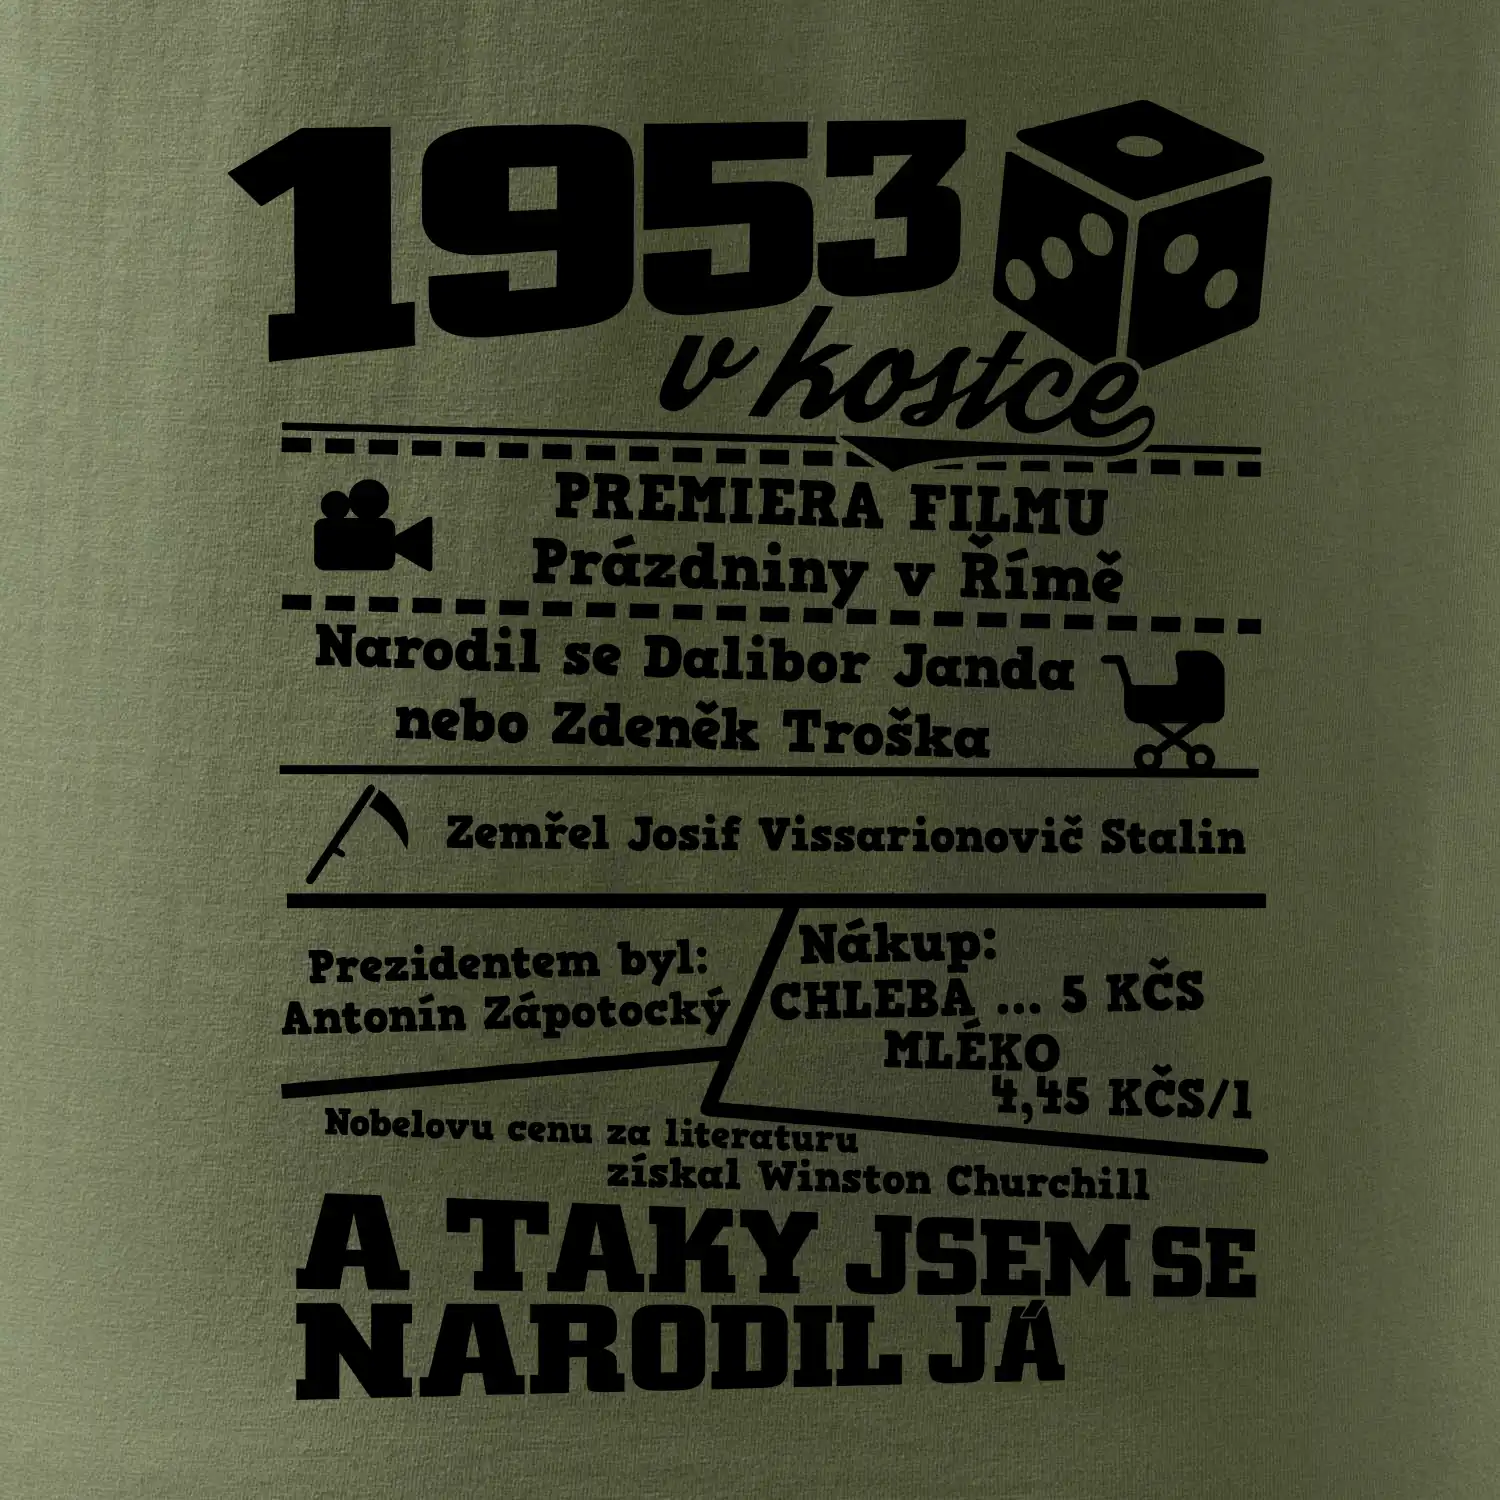 1953
v kostce
PREMIERA FILMU
Prázdniny v Římě
Narodil se Dalibor Janda
nebo Zdeněk Troška
Zemřel Josif Vissarionovič Stalin
Prezidentem byl:
Antonín Zápotocký
Nákup:
CHLEBA ... 5 KČS
MLÉKO
4,45 KČS/l
Nobelovu cenu za literaturu
získal Winston Churchill
A TAKY JSEM SE
NARODIL JÁ